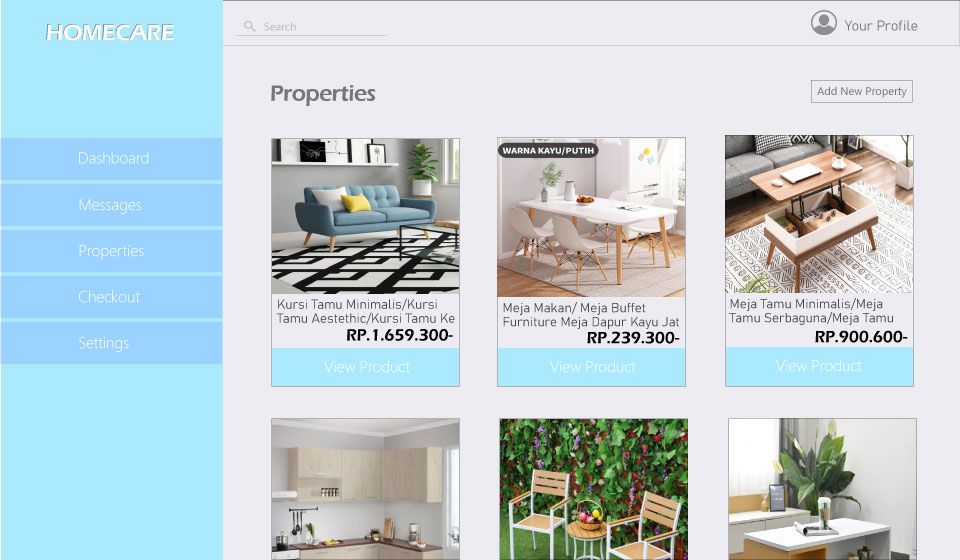 HOMECARE
Search
Your Profile
Properties
Add New Property
Dashboard
Messages
Properties
Checkout
Settings
WARNA KAYU/PUTIH
Kursi Tamu Minimalis/Kursi
Tamu Aestethic/Kursi Tamu Ke
RP.1.659.300-
View Product
Meja Makan/ Meja Buffet
Furniture Meja Dapur Kayu Jat
RP.239.300-
View Product
Meja Tamu Minimalis/Meja
Tamu Serbaguna/Meja Tamu
RP.900.600-
View Product